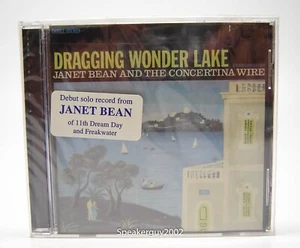 DRAGGING WONDER LAKE
JANET BEAN AND THE CONCERTINA WIRE
Debut solo record from
JANET BEAN
of 11th Dream Day
and Freakwater
Speakerguy2002